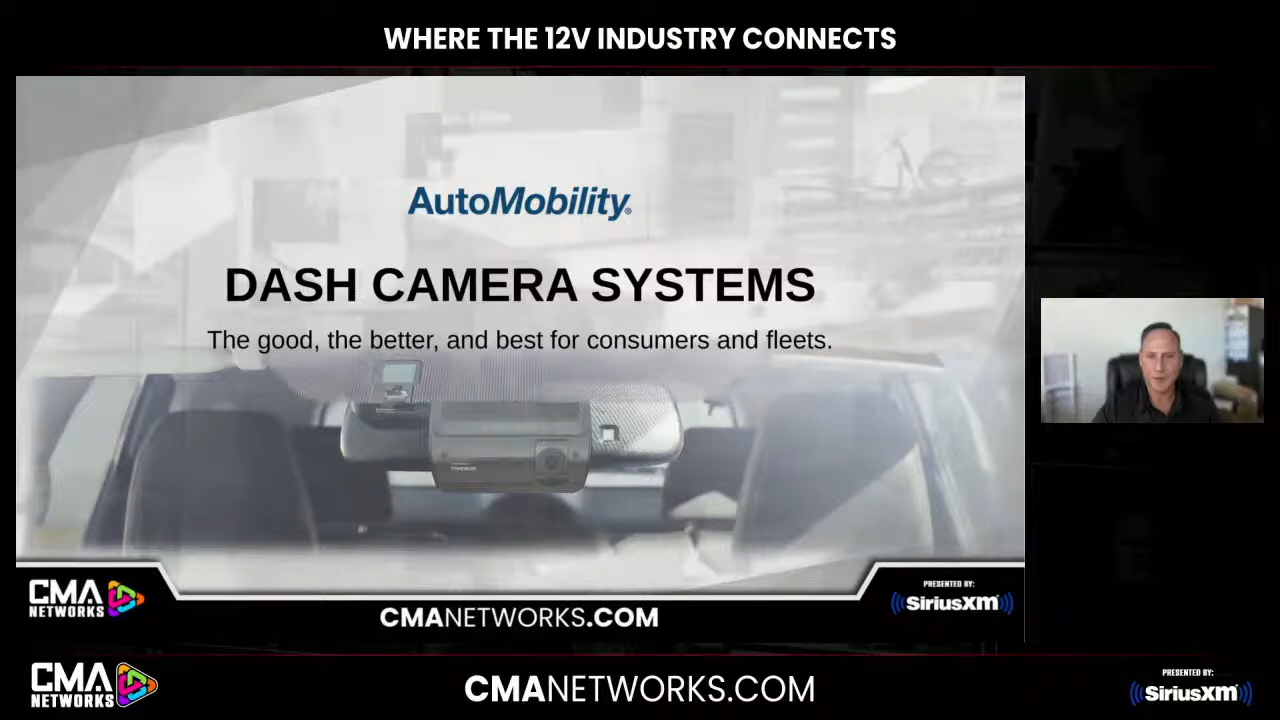 WHERE THE 12V INDUSTRY CONNECTS
AutoMobility®
DASH CAMERA SYSTEMS
The good, the better, and best for consumers and fleets.
CMA
NETWORKS
CMANETWORKS.COM
PRESENTED BY:
SiriusXM
CMA
NETWORKS
CMANETWORKS.COM
PRESENTED BY:
SiriusXM